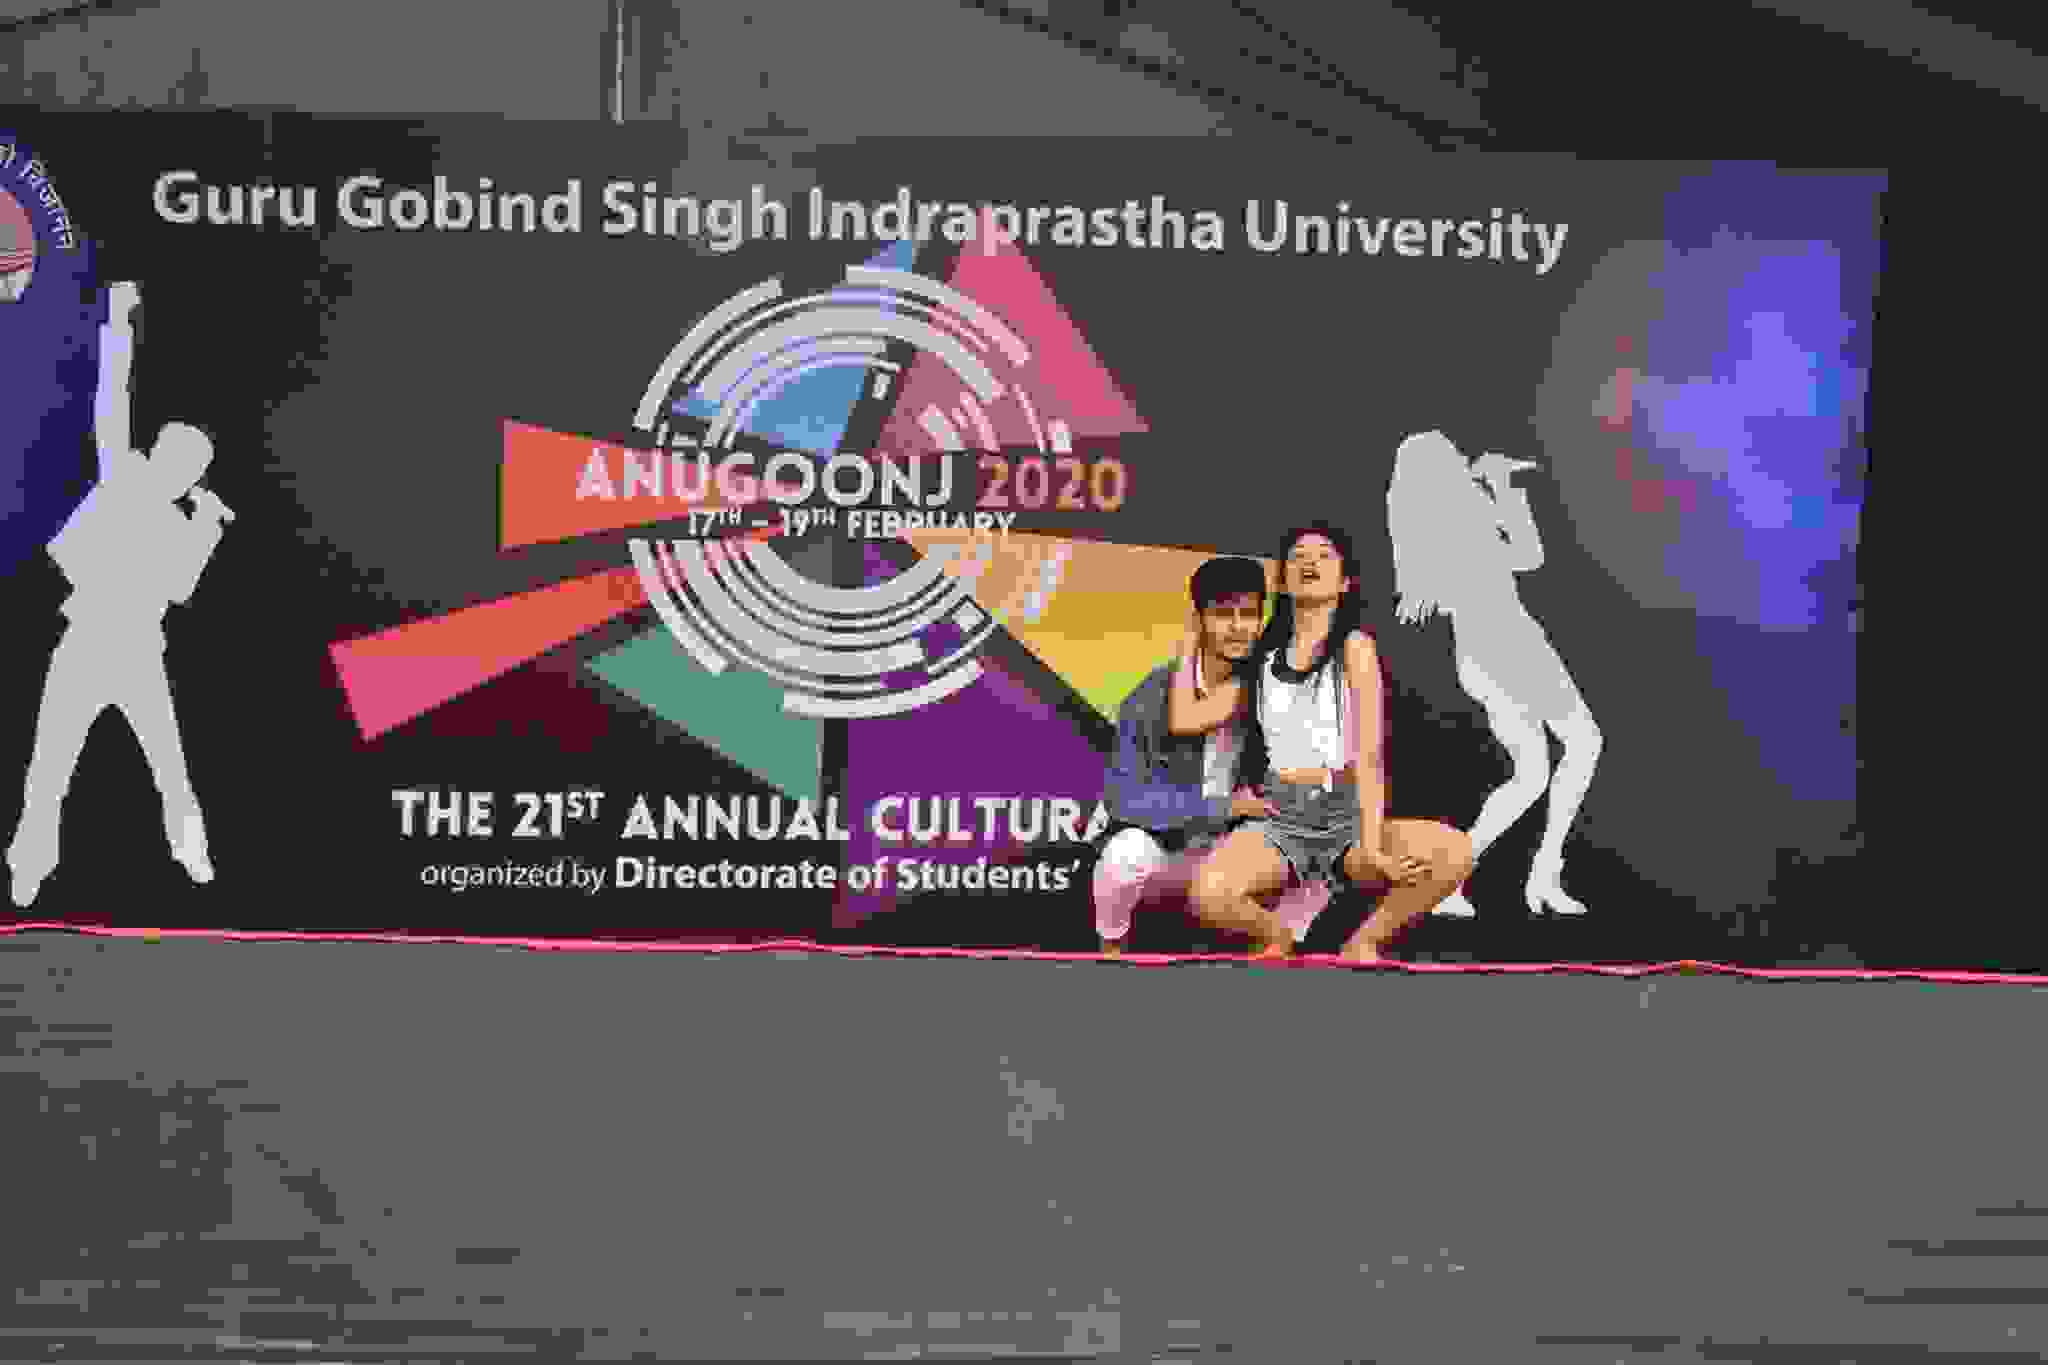 Guru Gobind Singh Indraprastha University
ANUGOONJ 2020
17TH - 19TH FEBRUARY
THE 21ST ANNUAL CULTURA
organized by Directorate of Students'